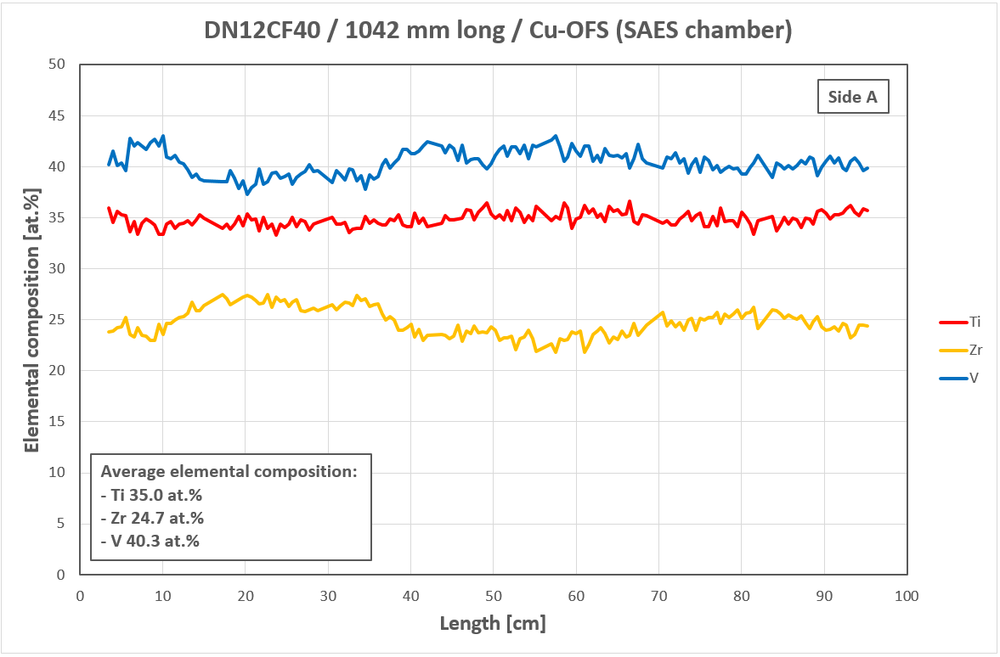 DN12CF40 / 1042 mm long / Cu-OFS (SAES chamber)
Side A
Elemental composition [at.%]
50
45
40
35
30
25
20
15
10
5
0
Ti
Zr
V
Average elemental composition:
- Ti 35.0 at.%
- Zr 24.7 at.%
- V 40.3 at.%
0 10 20 30 40 50 60 70 80 90 100
Length [cm]